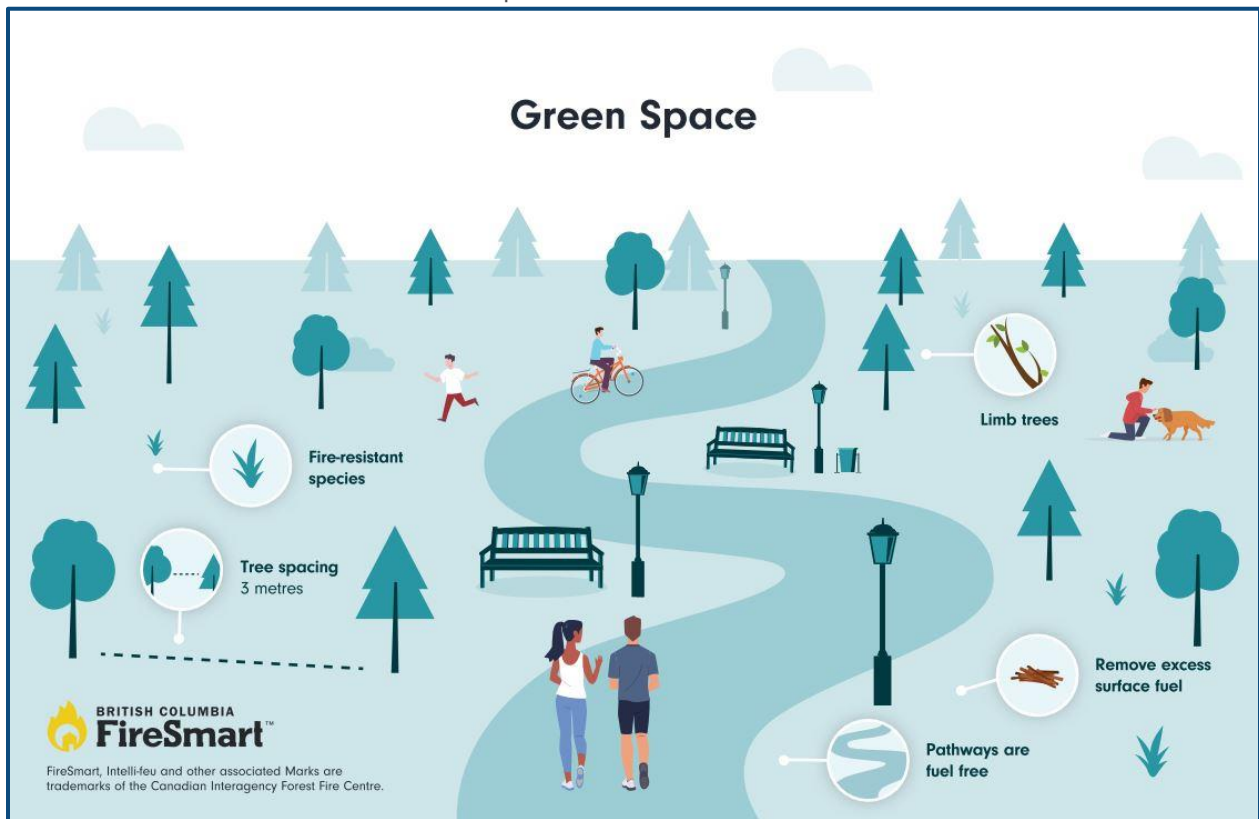 Green Space
Limb trees
Fire-resistant
species
Tree spacing
3 metres
Remove excess
surface fuel
Pathways are
fuel free
BRITISH COLUMBIA
FireSmart™
FireSmart, Intelli-feu and other associated Marks are
trademarks of the Canadian Interagency Forest Fire Centre.